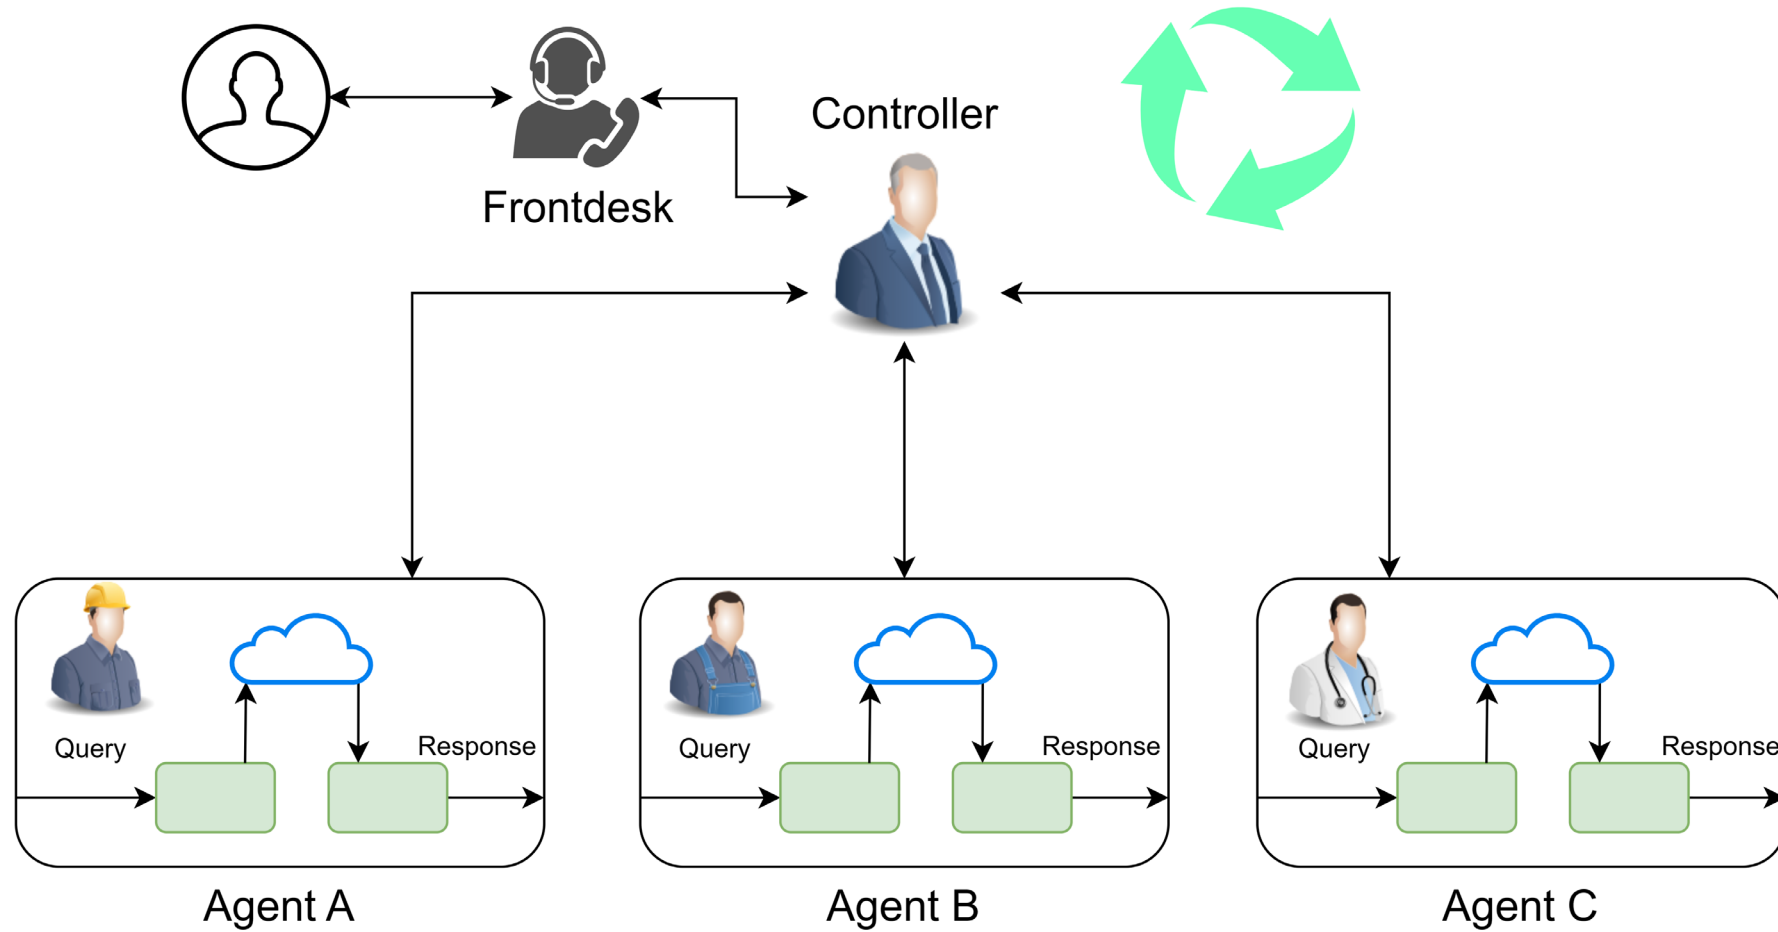 Controller
Frontdesk
Query
Response
Query
Response
Query
Response
Agent A
Agent B
Agent C